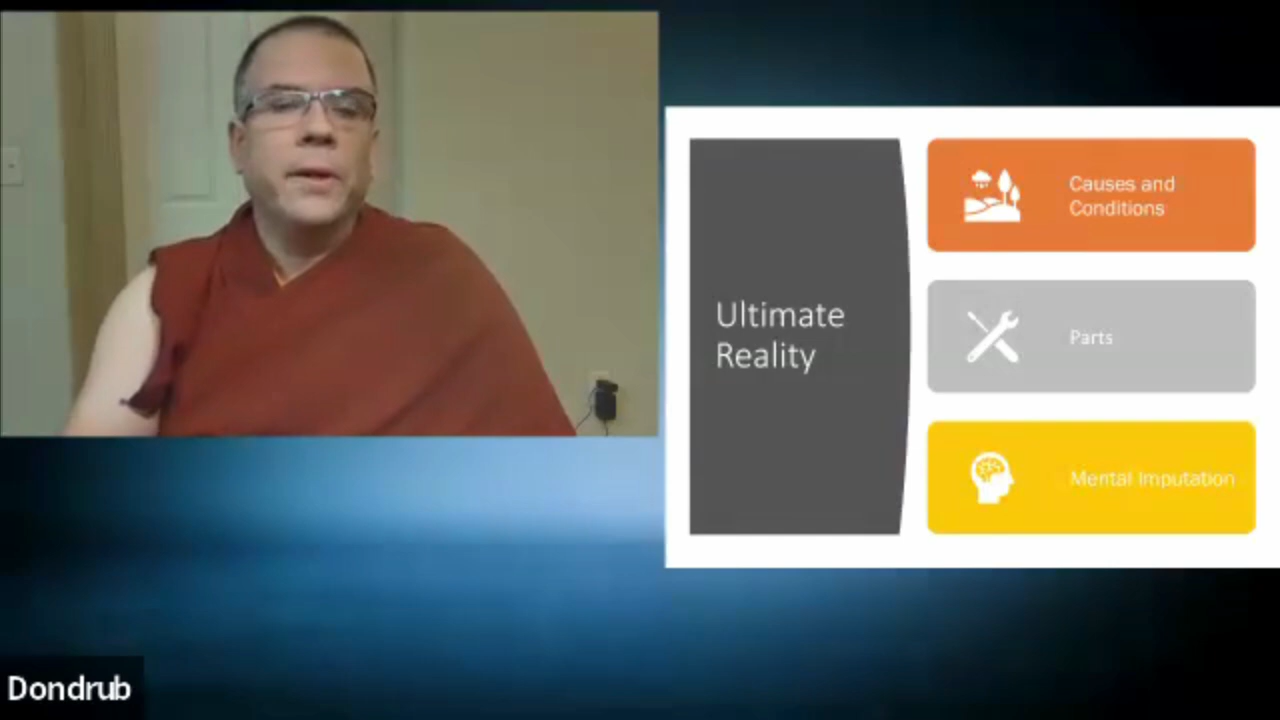 Ultimate
Reality
Causes and
Conditions
Parts
Mental Imputation
Dondrub